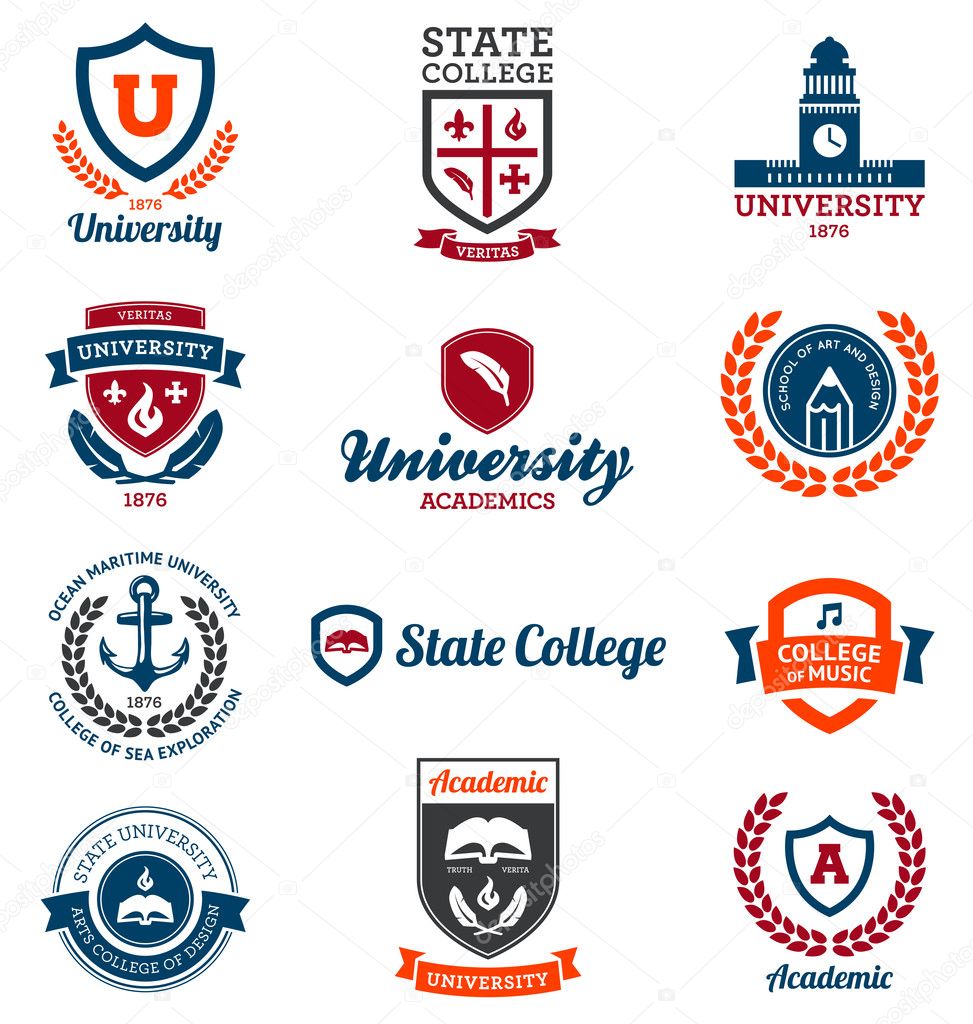 U
1876
University
STATE
COLLEGE
VERITAS
UNIVERSITY
1876
VERITAS
UNIVERSITY
1876
University
ACADEMICS
SCHOOL OF ART AND DESIGN
OCEAN MARITIME UNIVERSITY
1876
COLLEGE OF SEA EXPLORATION
State College
COLLEGE
OF MUSIC
STATE UNIVERSITY
ARTS COLLEGE OF DESIGN
Academic
TRUTH VERITA
UNIVERSITY
A
Academic
depositphotos